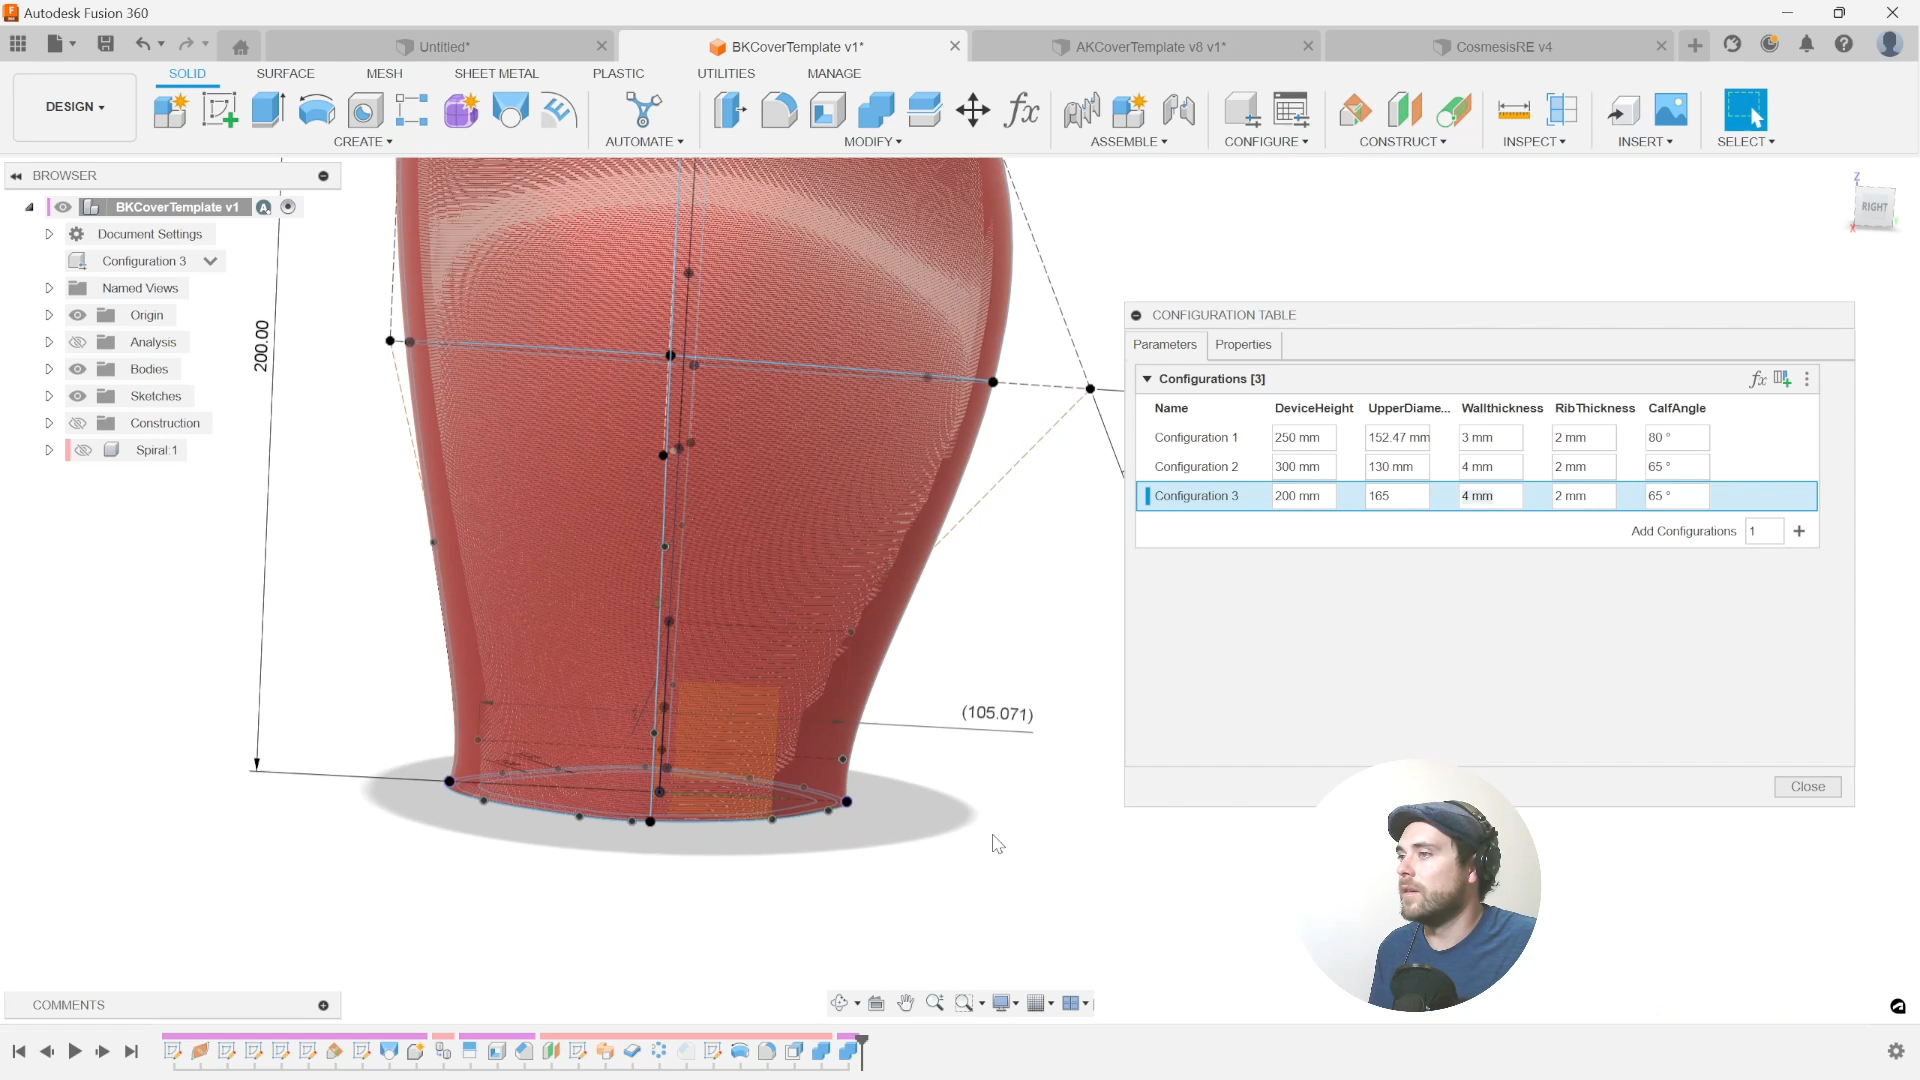 Autodesk Fusion 360
Untitled*
BKCoverTemplate v1*
AKCoverTemplate v8 v1*
CosmesisRE v4
DESIGN
SOLID
SURFACE
MESH
SHEET METAL
PLASTIC
UTILITIES
MANAGE
CREATE
AUTOMATE
MODIFY
ASSEMBLE
CONFIGURE
CONSTRUCT
INSPECT
INSERT
SELECT
BROWSER
BKCoverTemplate v1
Document Settings
Configuration 3
Named Views
Origin
Analysis
Bodies
Sketches
Construction
Spiral:1
200.00
(105.071)
Z
RIGHT
X
CONFIGURATION TABLE
Parameters
Properties
Configurations [3]
Name DeviceHeight UpperDiame... Wallthickness RibThickness CalfAngle
Configuration 1 250 mm 152.47 mm 3 mm 2 mm 80 °
Configuration 2 300 mm 130 mm 4 mm 2 mm 65 °
Configuration 3 200 mm 165 4 mm 2 mm 65 °
Add Configurations 1 +
Close
COMMENTS